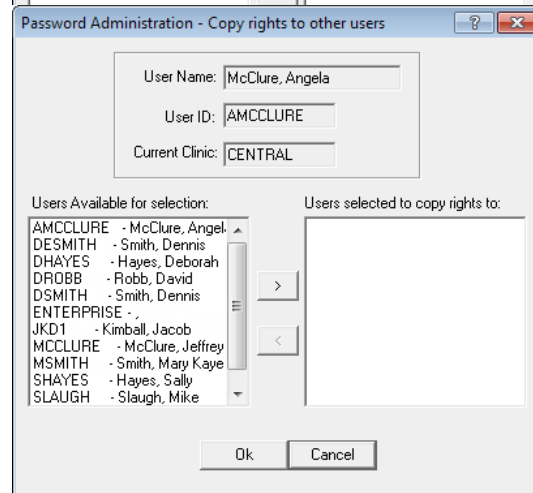 Password Administration - Copy rights to other users
?
User Name: McClure, Angela
User ID: AMCCLURE
Current Clinic: CENTRAL
Users Available for selection:
AMCCLURE - McClure, Angel
DESMITH - Smith, Dennis
DHAYES - Hayes, Deborah
DROBB - Robb, David
DSMITH - Smith, Dennis
ENTERPRISE - ,
JKD1 - Kimball, Jacob
MCCLURE - McClure, Jeffrey
MSMITH - Smith, Mary Kaye
SHAYES - Hayes, Sally
SLAUGH - Slaugh, Mike
>
<
Users selected to copy rights to:
Ok
Cancel